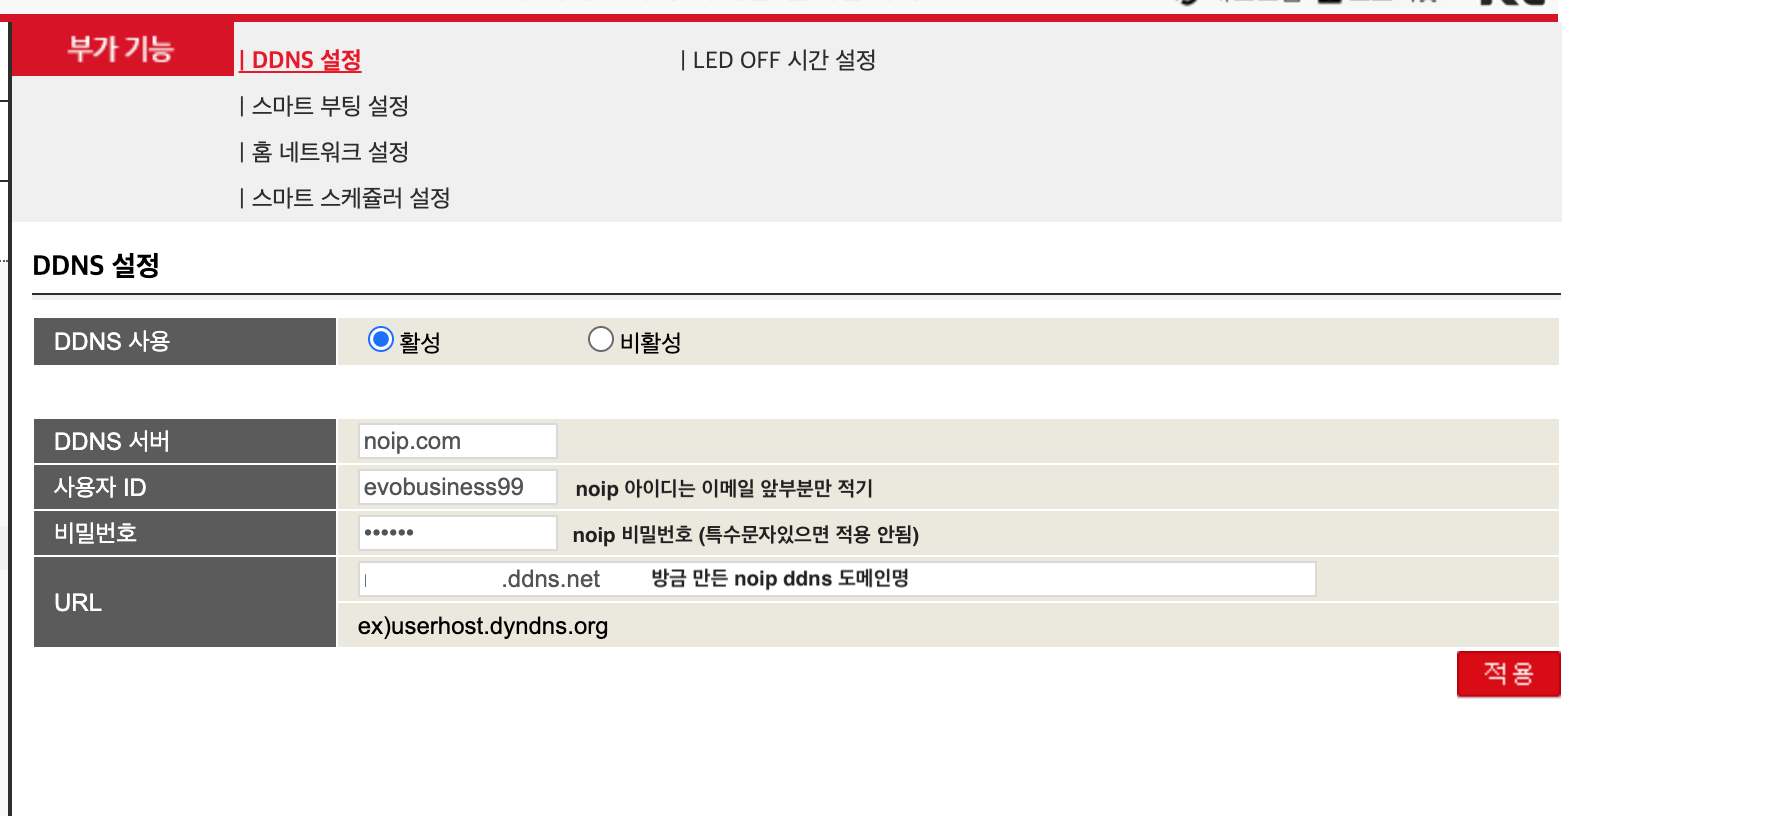 부가 기능
| DDNS 설정
| LED OFF 시간 설정
| 스마트 부팅 설정
| 홈 네트워크 설정
| 스마트 스케쥴러 설정
DDNS 설정
DDNS 사용
활성
비활성
DDNS 서버
noip.com
사용자 ID
evobusiness99
noip 아이디는 이메일 앞부분만 적기
비밀번호
••••••
noip 비밀번호 (특수문자있으면 적용 안됨)
URL
.ddns.net
방금 만든 noip ddns 도메인명
ex)userhost.dyndns.org
적용